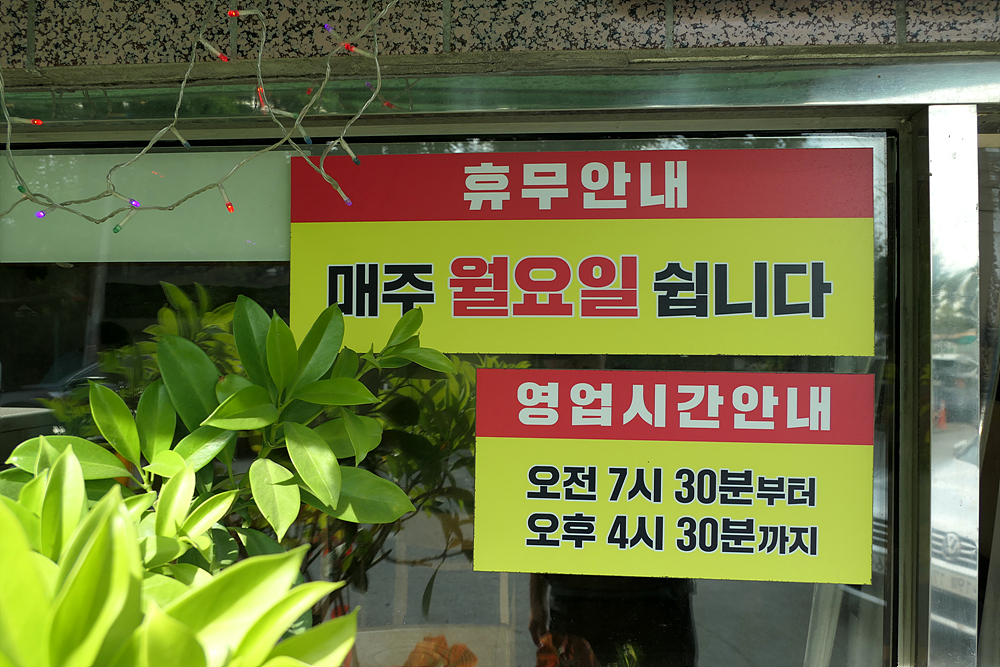 휴무안내
매주 월요일 쉽니다
영업시간안내
오전 7시 30분부터
오후 4시 30분까지